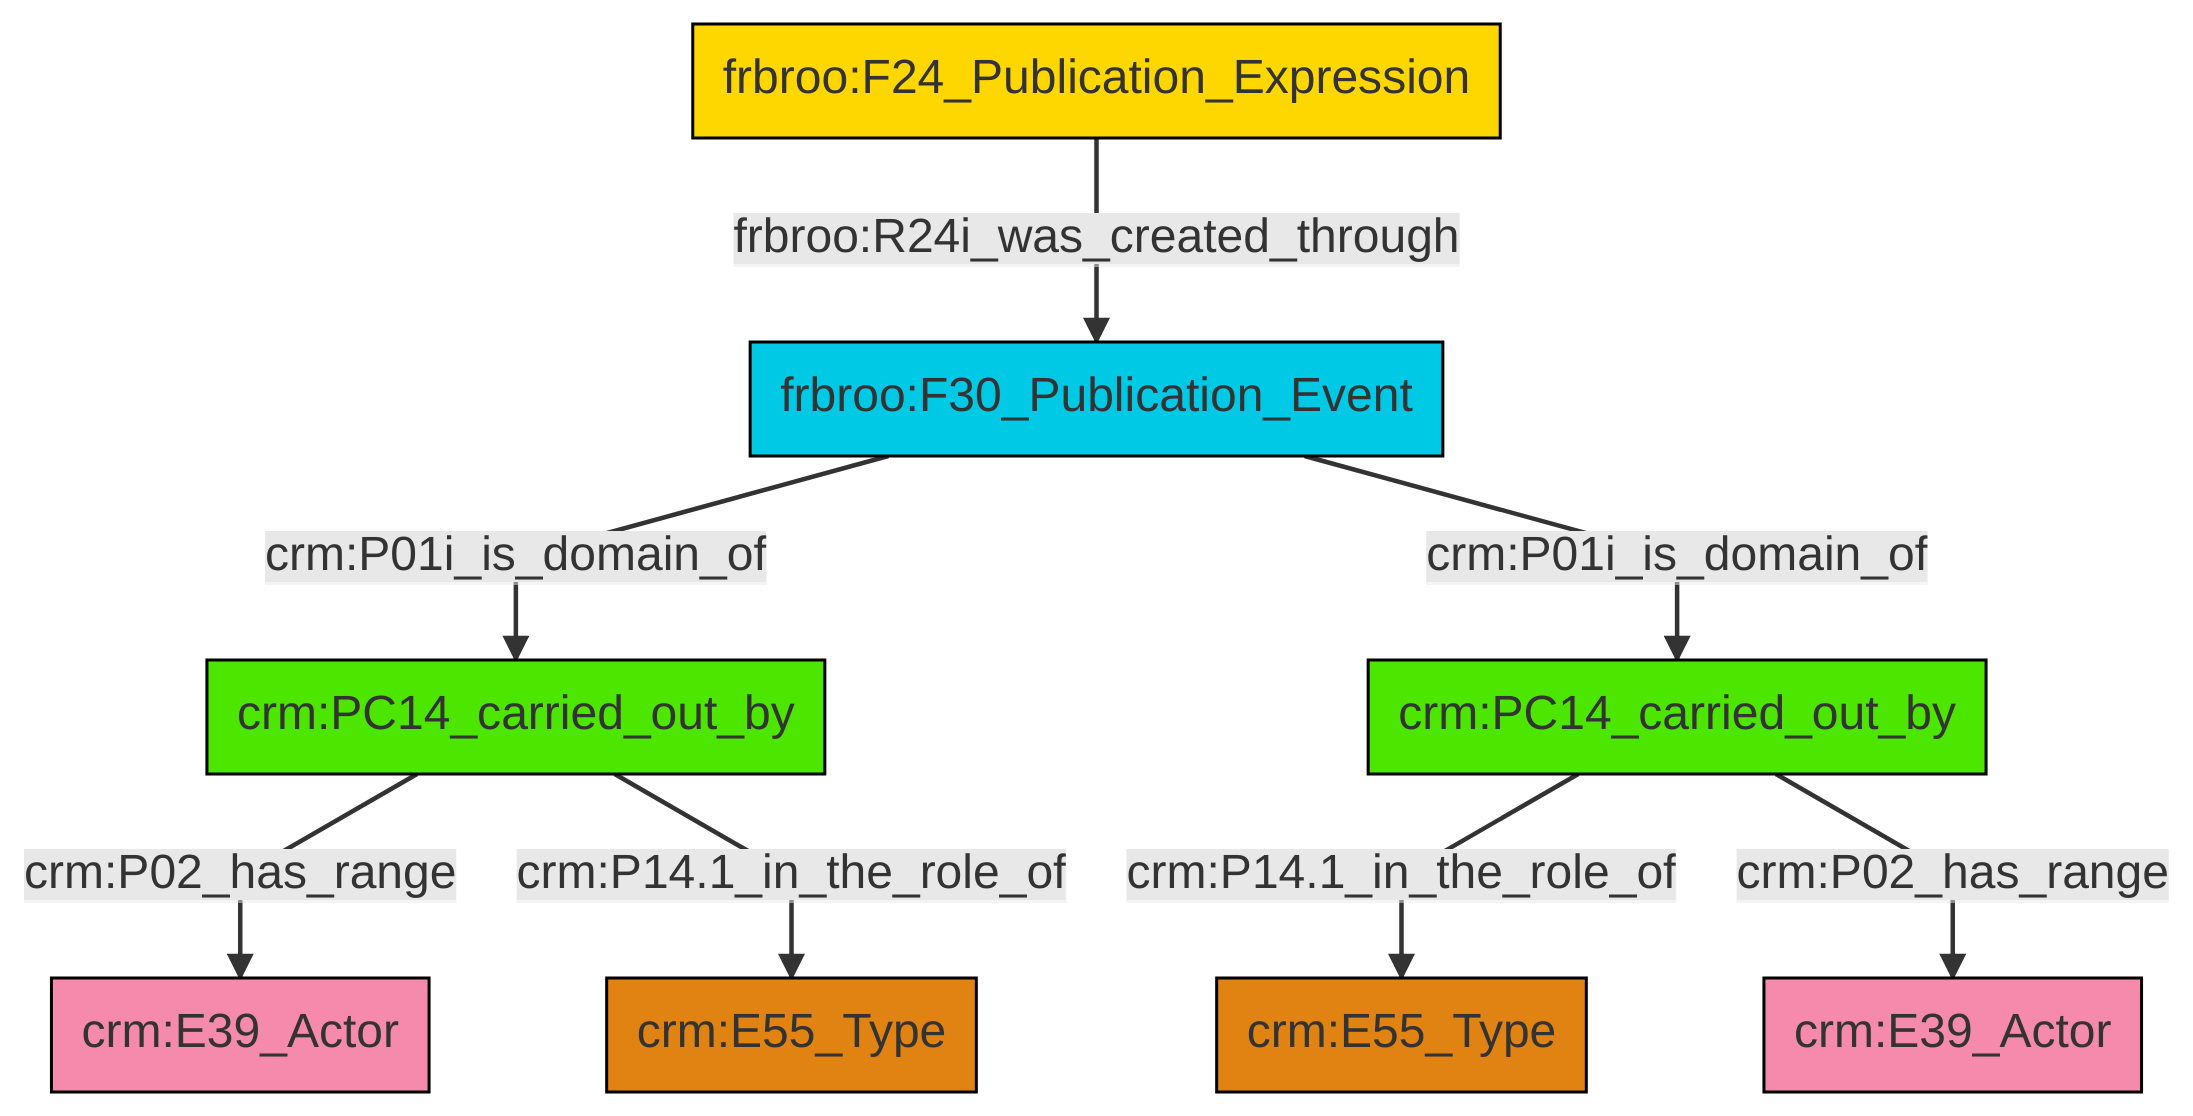 frbroo:F24_Publication_Expression
frbroo:R24i_was_created_through
frbroo:F30_Publication_Event
crm:P01i_is_domain_of
crm:P01i_is_domain_of
crm:PC14_carried_out_by
crm:PC14_carried_out_by
crm:P02_has_range
crm:P14.1_in_the_role_of
crm:P14.1_in_the_role_of
crm:P02_has_range
crm:E39_Actor
crm:E55_Type
crm:E55_Type
crm:E39_Actor